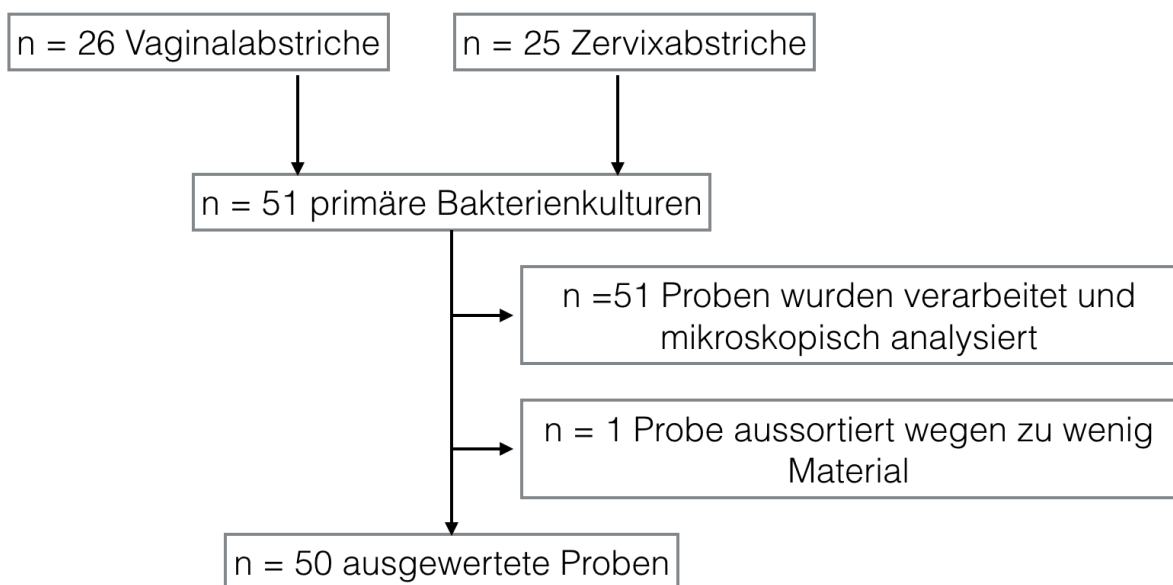 n = 26 Vaginalabstriche
n = 25 Zervixabstriche
n = 51 primäre Bakterienkulturen
n =51 Proben wurden verarbeitet und
mikroskopisch analysiert
n = 1 Probe aussortiert wegen zu wenig
Material
n = 50 ausgewertete Proben